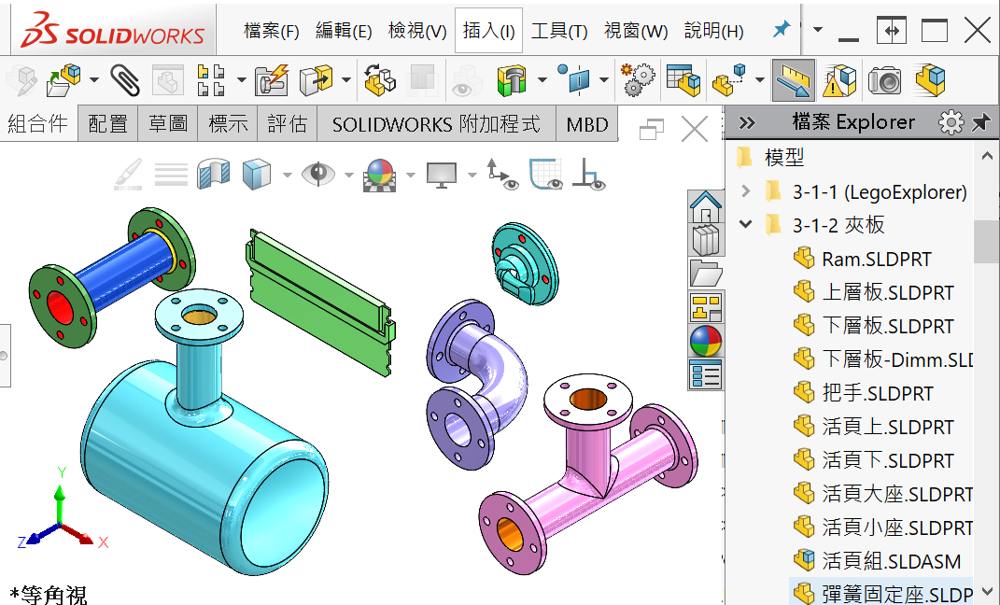 SOLIDWORKS 檔案(F) 編輯(E) 檢視(V) 插入(I) 工具(T) 視窗(W) 說明(H)
組合件 配置 草圖 標示 評估 SOLIDWORKS 附加程式 MBD
檔案 Explorer
模型
3-1-1 (LegoExplorer)
3-1-2 夾板
Ram.SLDPRT
上層板.SLDPRT
下層板.SLDPRT
下層板-Dimm.SLD
把手.SLDPRT
活頁上.SLDPRT
活頁下.SLDPRT
活頁大座.SLDPRT
活頁小座.SLDPRT
活頁組.SLDASM
彈簧固定座.SLDP
Y
Z
X
*等角視